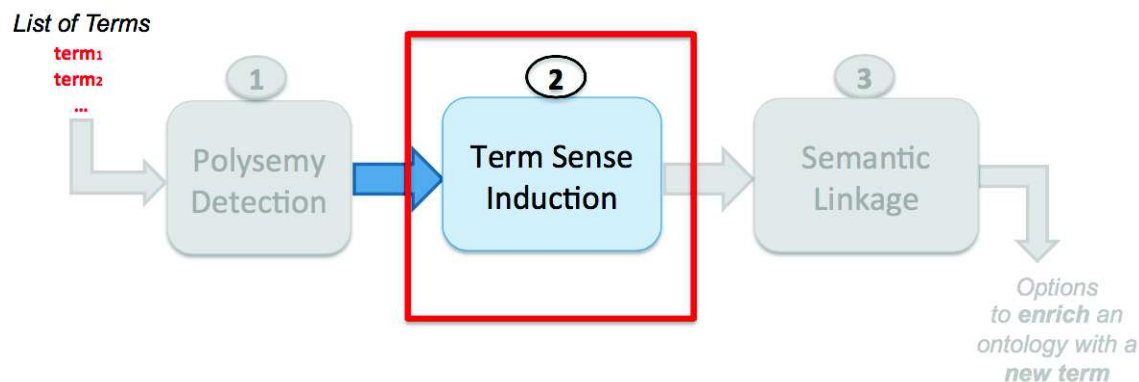 List of Terms
term1
term2
...
1
Polysemy
Detection
2
Term Sense
Induction
3
Semantic
Linkage
Options
to enrich an
ontology with a
new term